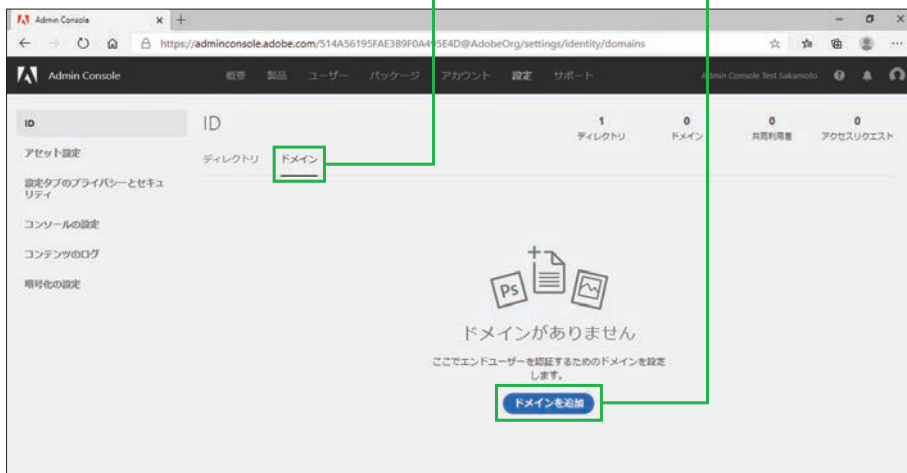 Admin Console
https://adminconsole.adobe.com/514A56195FAE3B9F0A495E4D@AdobeOrg/settings/identity/domains
Admin Console 概要 製品 ユーザー パッケージ アカウント 設定 サポート Admin Console Test Sakamoto
ID
アセット設定
設定タブのプライバシーとセキュ
リティ
コンソールの設定
コンテンツのログ
暗号化の設定
ID
1 0 0 0
ディレクトリ ドメイン 共同利用者 アクセスリクエスト
ディレクトリ ドメイン
Ps
ドメインがありません
ここでエンドユーザーを認証するためのドメインを設定
します。
ドメインを追加